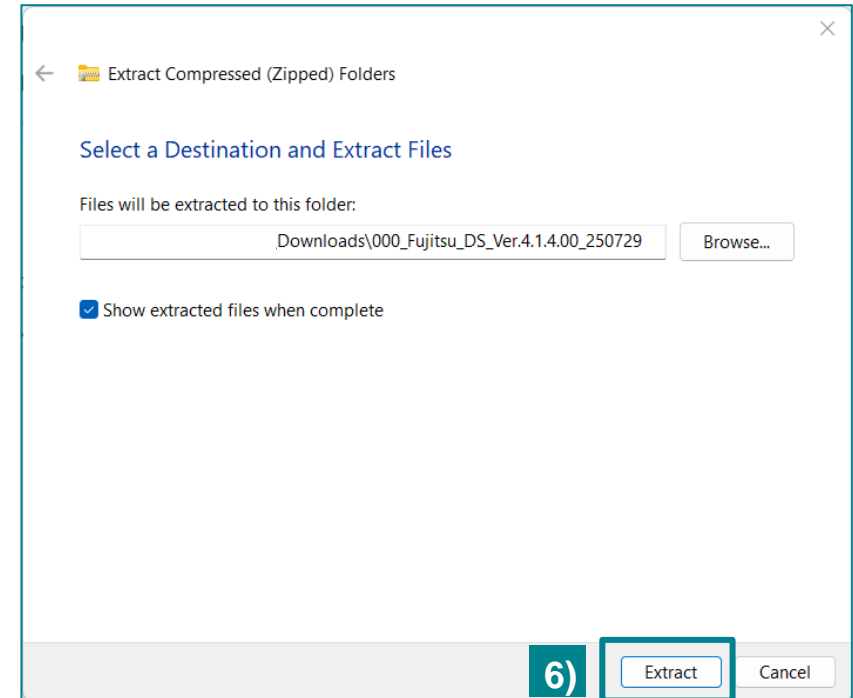 Extract Compressed (Zipped) Folders
Select a Destination and Extract Files
Files will be extracted to this folder:
Downloads\000_Fujitsu_DS_Ver.4.1.4.00_250729
Browse...
Show extracted files when complete
6)
Extract
Cancel